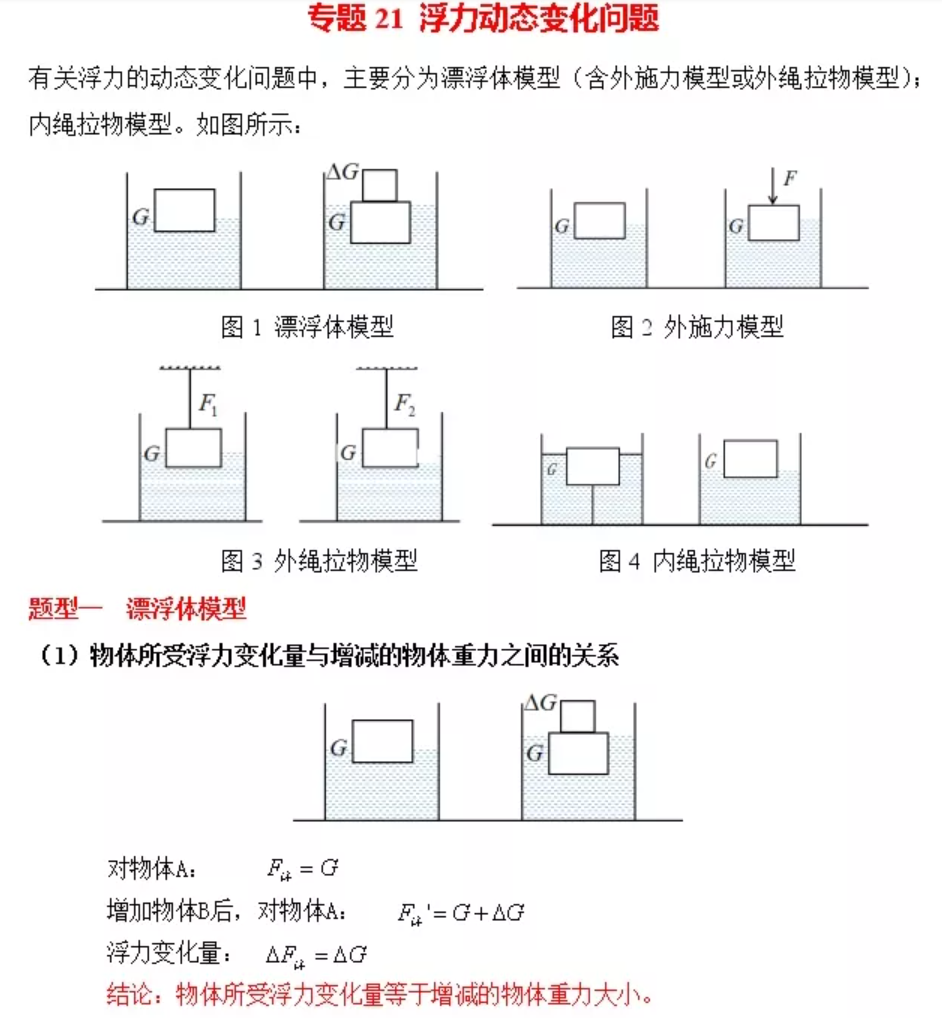 专题 21 浮力动态变化问题
有关浮力的动态变化问题中，主要分为漂浮体模型（含外施力模型或外绳拉物模型）；
内绳拉物模型。如图所示：
G
ΔG
G
G
F
G
图 1 漂浮体模型
图 2 外施力模型
F₁
G
F₂
G
G
G
图 3 外绳拉物模型
图 4 内绳拉物模型
题型一 漂浮体模型
（1）物体所受浮力变化量与增减的物体重力之间的关系
G
ΔG
G
对物体A： F浮 = G
增加物体B后，对物体A： F浮'= G+ΔG
浮力变化量： ΔF浮 =ΔG
结论：物体所受浮力变化量等于增减的物体重力大小。